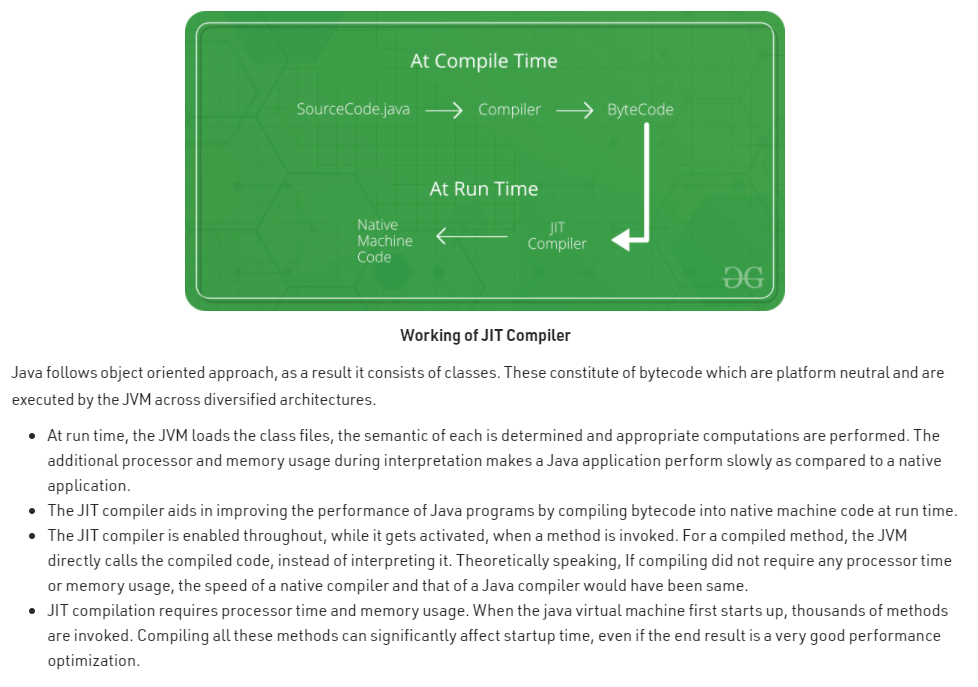 At Compile Time
SourceCode.java → Compiler → ByteCode
At Run Time
Native
Machine
Code
←
JIT
Compiler
GG
Working of JIT Compiler
Java follows object oriented approach, as a result it consists of classes. These constitute of bytecode which are platform neutral and are
executed by the JVM across diversified architectures.
• At run time, the JVM loads the class files, the semantic of each is determined and appropriate computations are performed. The
additional processor and memory usage during interpretation makes a Java application perform slowly as compared to a native
application.
• The JIT compiler aids in improving the performance of Java programs by compiling bytecode into native machine code at run time.
• The JIT compiler is enabled throughout, while it gets activated, when a method is invoked. For a compiled method, the JVM
directly calls the compiled code, instead of interpreting it. Theoretically speaking, If compiling did not require any processor time
or memory usage, the speed of a native compiler and that of a Java compiler would have been same.
• JIT compilation requires processor time and memory usage. When the java virtual machine first starts up, thousands of methods
are invoked. Compiling all these methods can significantly affect startup time, even if the end result is a very good performance
optimization.